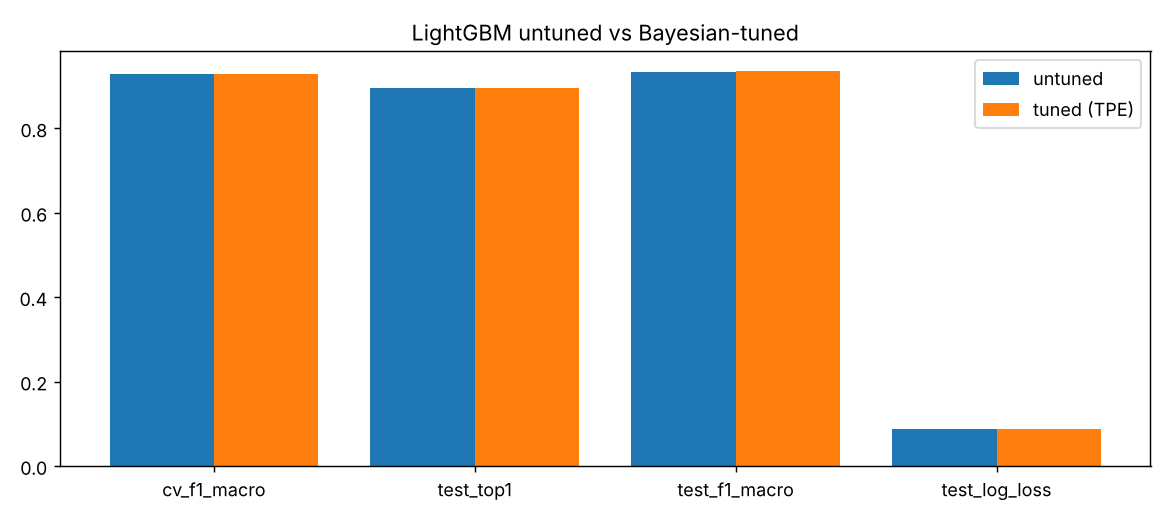 LightGBM untuned vs Bayesian-tuned
untuned
tuned (TPE)
0.8
0.6
0.4
0.2
0.0
cv_f1_macro
test_top1
test_f1_macro
test_log_loss